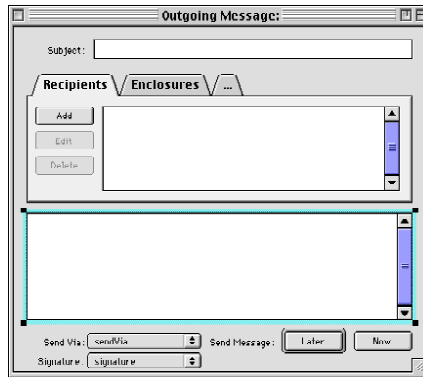 Outgoing Message:
Subject:
Recipients Enclosures ...
Add
Edit
Delete
Send Via: sendVia Send Message: Later Now
Signature: signature